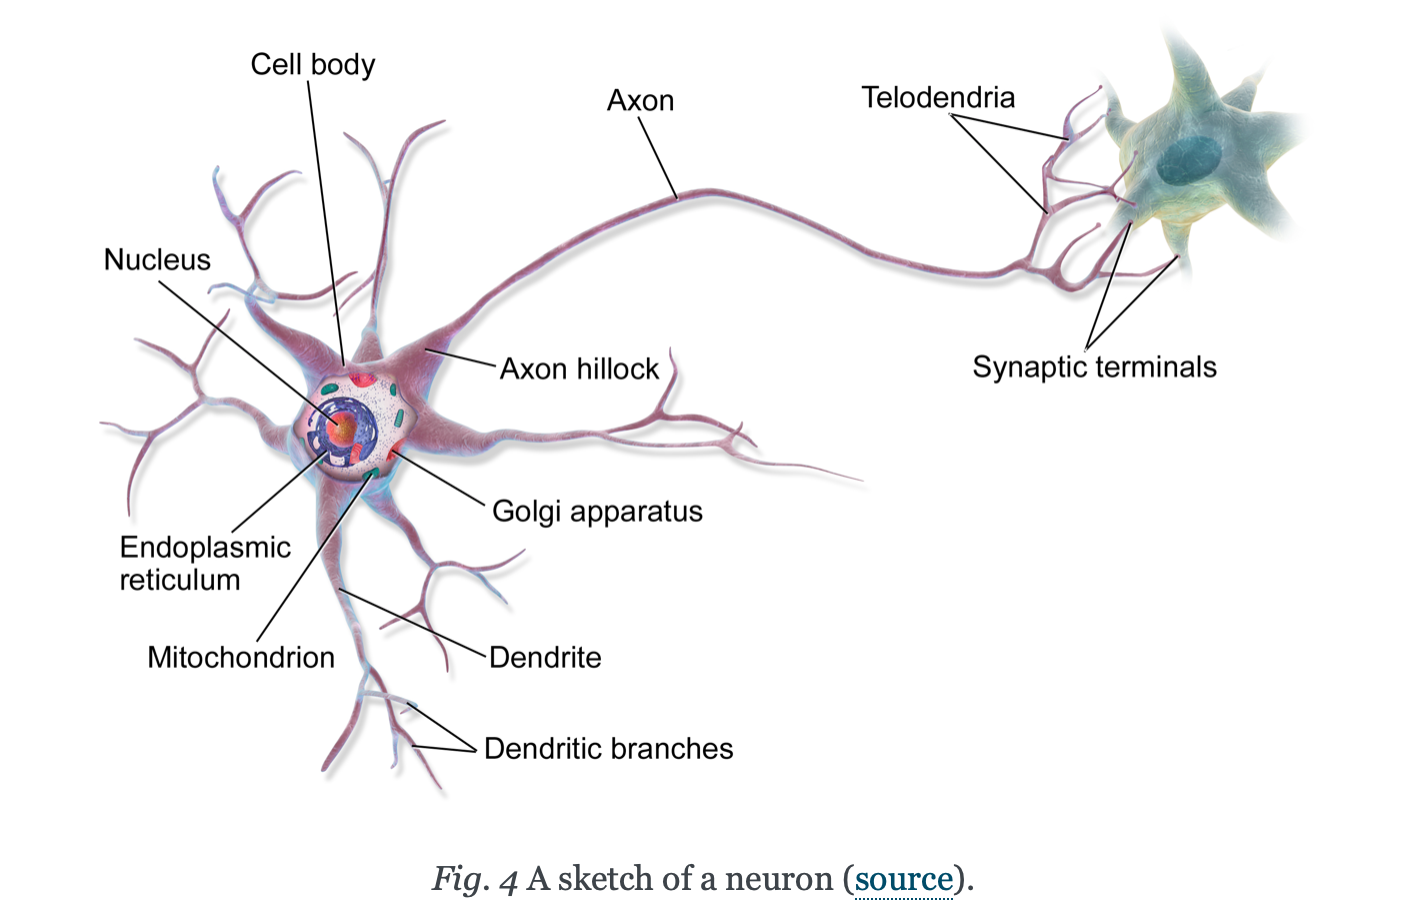 Cell body
Axon
Telodendria
Nucleus
Axon hillock
Synaptic terminals
Golgi apparatus
Endoplasmic
reticulum
Mitochondrion
Dendrite
Dendritic branches
Fig. 4 A sketch of a neuron (source).